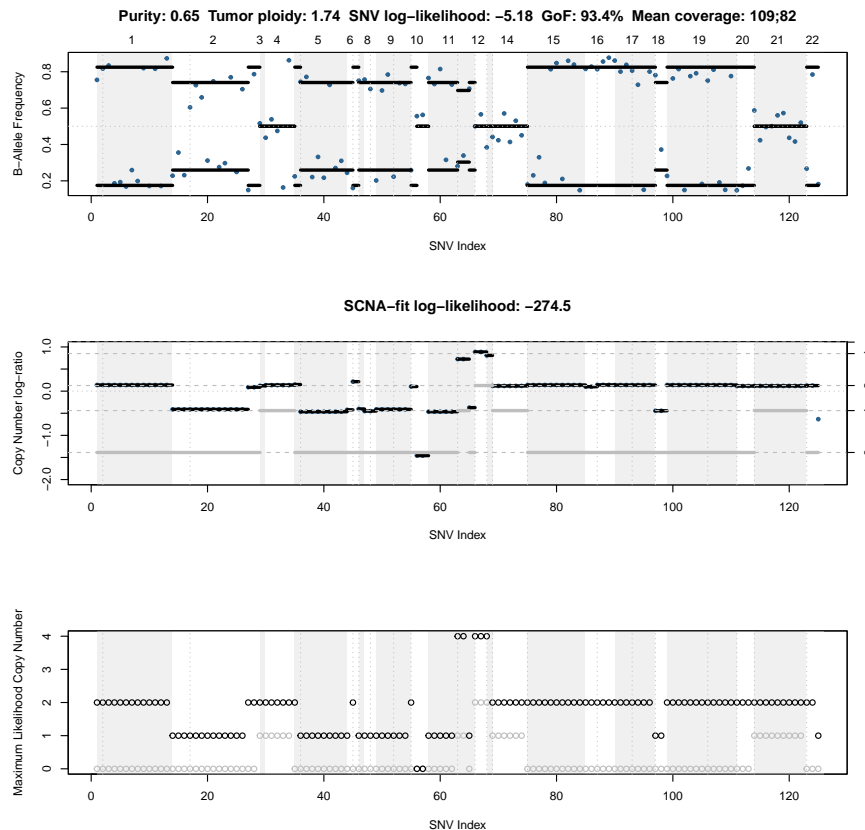 Purity: 0.65 Tumor ploidy: 1.74 SNV log−likelihood: −5.18 GoF: 93.4% Mean coverage: 109;82
1 2 3 4 5 6 8 9 10 11 12 14 15 16 17 18 19 20 21 22
0.8
0.6
0.4
0.2
B−Allele Frequency
0 20 40 60 80 100 120
SNV Index
SCNA−fit log−likelihood: −274.5
1.0
0.0
−1.0
−2.0
Copy Number log−ratio
0 20 40 60 80 100 120
SNV Index
4
3
2
1
0
Maximum Likelihood Copy Number
0 20 40 60 80 100 120
SNV Index